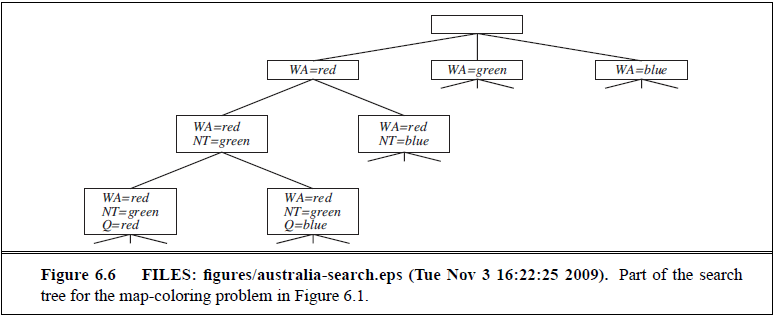 WA=red
WA=green
WA=blue
WA=red
NT=green
WA=red
NT=blue
WA=red
NT=green
Q=red
WA=red
NT=green
Q=blue
Figure 6.6 FILES: figures/australia-search.eps (Tue Nov 3 16:22:25 2009). Part of the search
tree for the map-coloring problem in Figure 6.1.